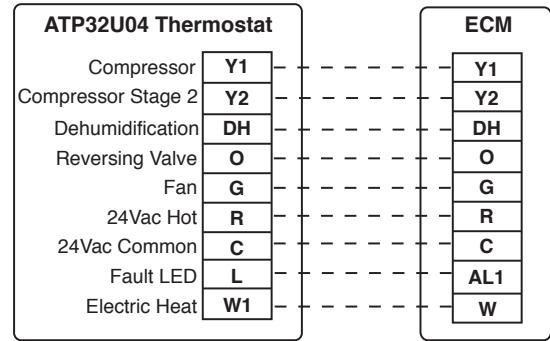 ATP32U04 Thermostat ECM
Compressor Y1 Y1
Compressor Stage 2 Y2 Y2
Dehumidification DH DH
Reversing Valve O O
Fan G G
24Vac Hot R R
24Vac Common C C
Fault LED L AL1
Electric Heat W1 W